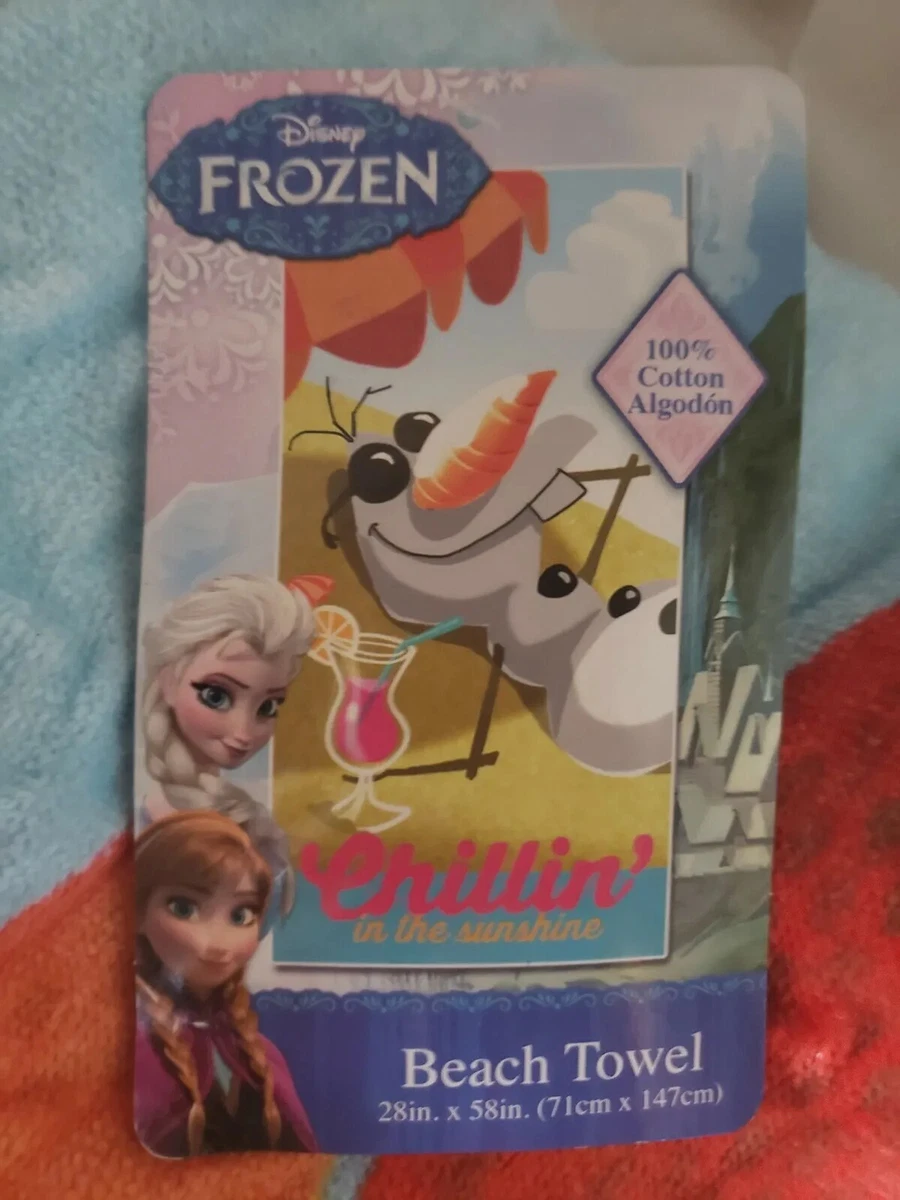 Disney
FROZEN
100%
Cotton
Algodón
Chillin'
in the sunshine
Beach Towel
28in. x 58in. (71cm x 147cm)